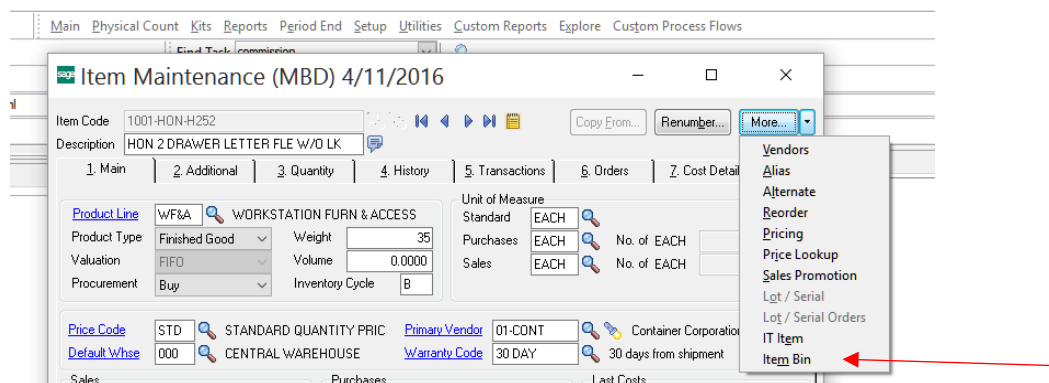 Main Physical Count Kits Reports Period End Setup Utilities Custom Reports Explore Custom Process Flows
Find Task commission
sage Item Maintenance (MBD) 4/11/2016
Item Code 1001-HON-H252 Copy From... Renumber... More...
Description HON 2 DRAWER LETTER FLE W/O LK
1. Main 2. Additional 3. Quantity 4. History 5. Transactions 6. Orders 7. Cost Detail
Vendors
Alias
Alternate
Reorder
Pricing
Price Lookup
Sales Promotion
Lot / Serial
Lot / Serial Orders
IT Item
Item Bin
Unit of Measure
Product Line WF&A WORKSTATION FURN & ACCESS Standard EACH
Product Type Finished Good Weight 35 Purchases EACH No. of EACH
Valuation FIFO Volume 0.0000 Sales EACH No. of EACH
Procurement Buy Inventory Cycle B
Price Code STD STANDARD QUANTITY PRIC Primary Vendor 01-CONT Container Corporation
Default Whse 000 CENTRAL WAREHOUSE Warranty Code 30 DAY 30 days from shipment
Sales Purchases Last Costs